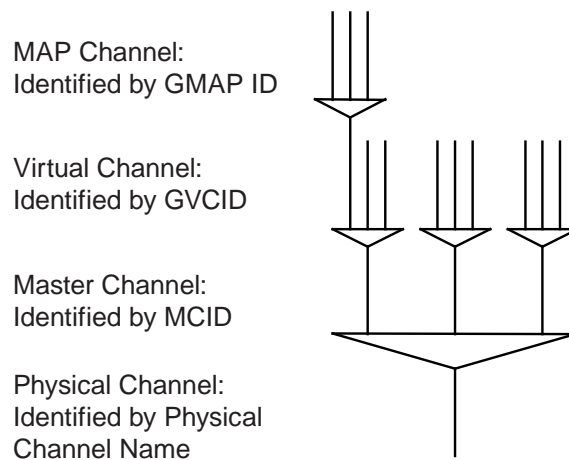 MAP Channel:
Identified by GMAP ID
Virtual Channel:
Identified by GVCID
Master Channel:
Identified by MCID
Physical Channel:
Identified by Physical
Channel Name